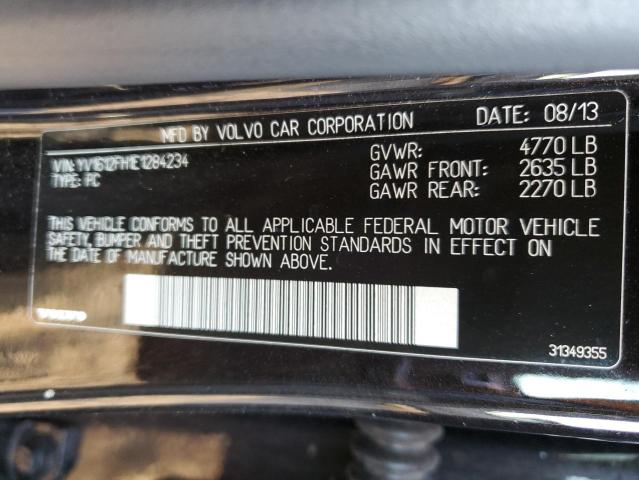 MFD BY VOLVO CAR CORPORATION DATE: 08/13
VIN: YV1612FH1E1284234
TYPE: PC
GVWR: 4770 LB
GAWR FRONT: 2635 LB
GAWR REAR: 2270 LB
THIS VEHICLE CONFORMS TO ALL APPLICABLE FEDERAL MOTOR VEHICLE
SAFETY, BUMPER AND THEFT PREVENTION STANDARDS IN EFFECT ON
THE DATE OF MANUFACTURE SHOWN ABOVE.
VOLVO
31349355